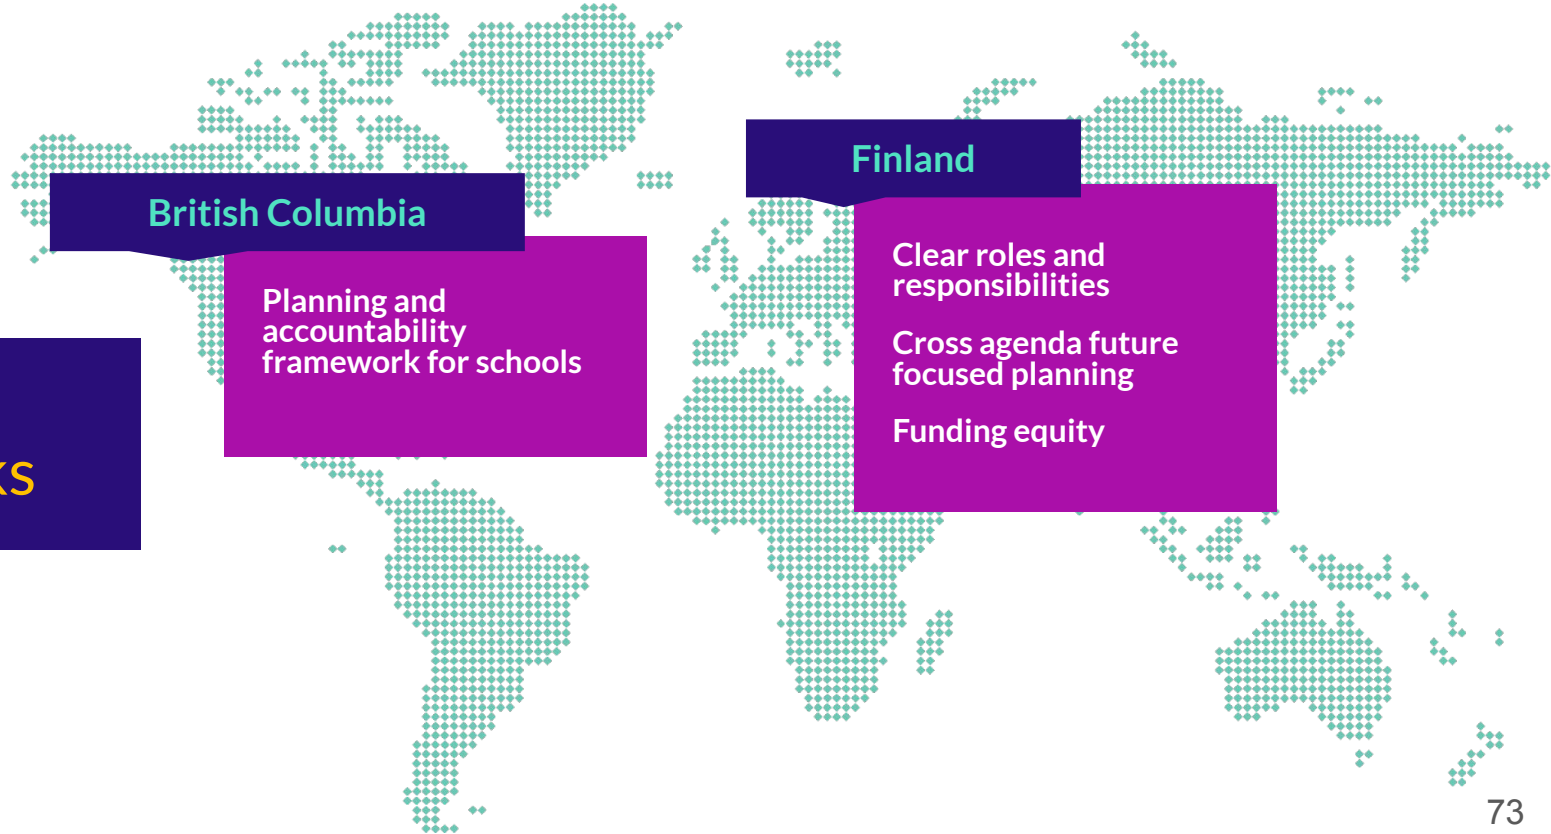 British Columbia
Planning and
accountability
framework for schools
Finland
Clear roles and
responsibilities
Cross agenda future
focused planning
Funding equity
73